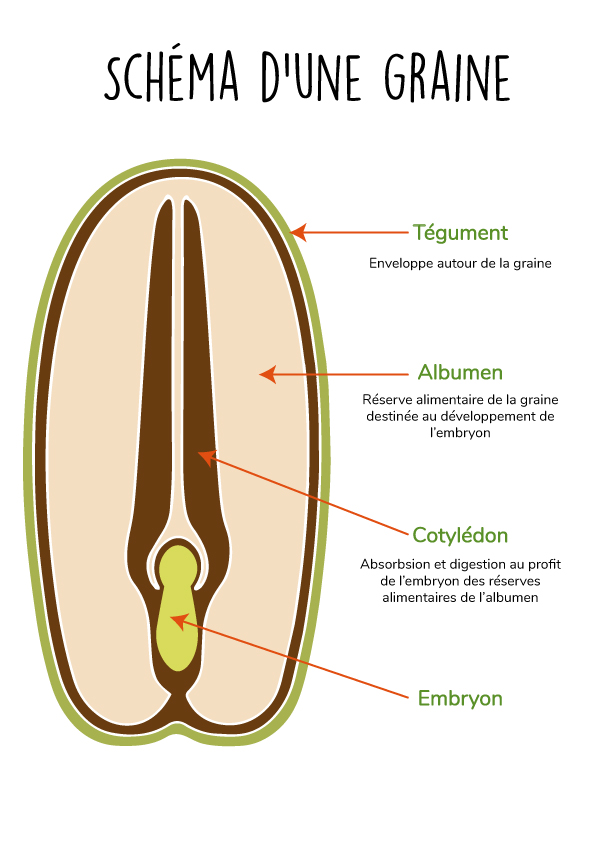 SCHÉMA D'UNE GRAINE
Tégument
Enveloppe autour de la graine
Albumen
Réserve alimentaire de la graine
destinée au développement de
l'embryon
Cotylédon
Absorbsion et digestion au profit
de l'embryon des réserves
alimentaires de l'albumen
Embryon